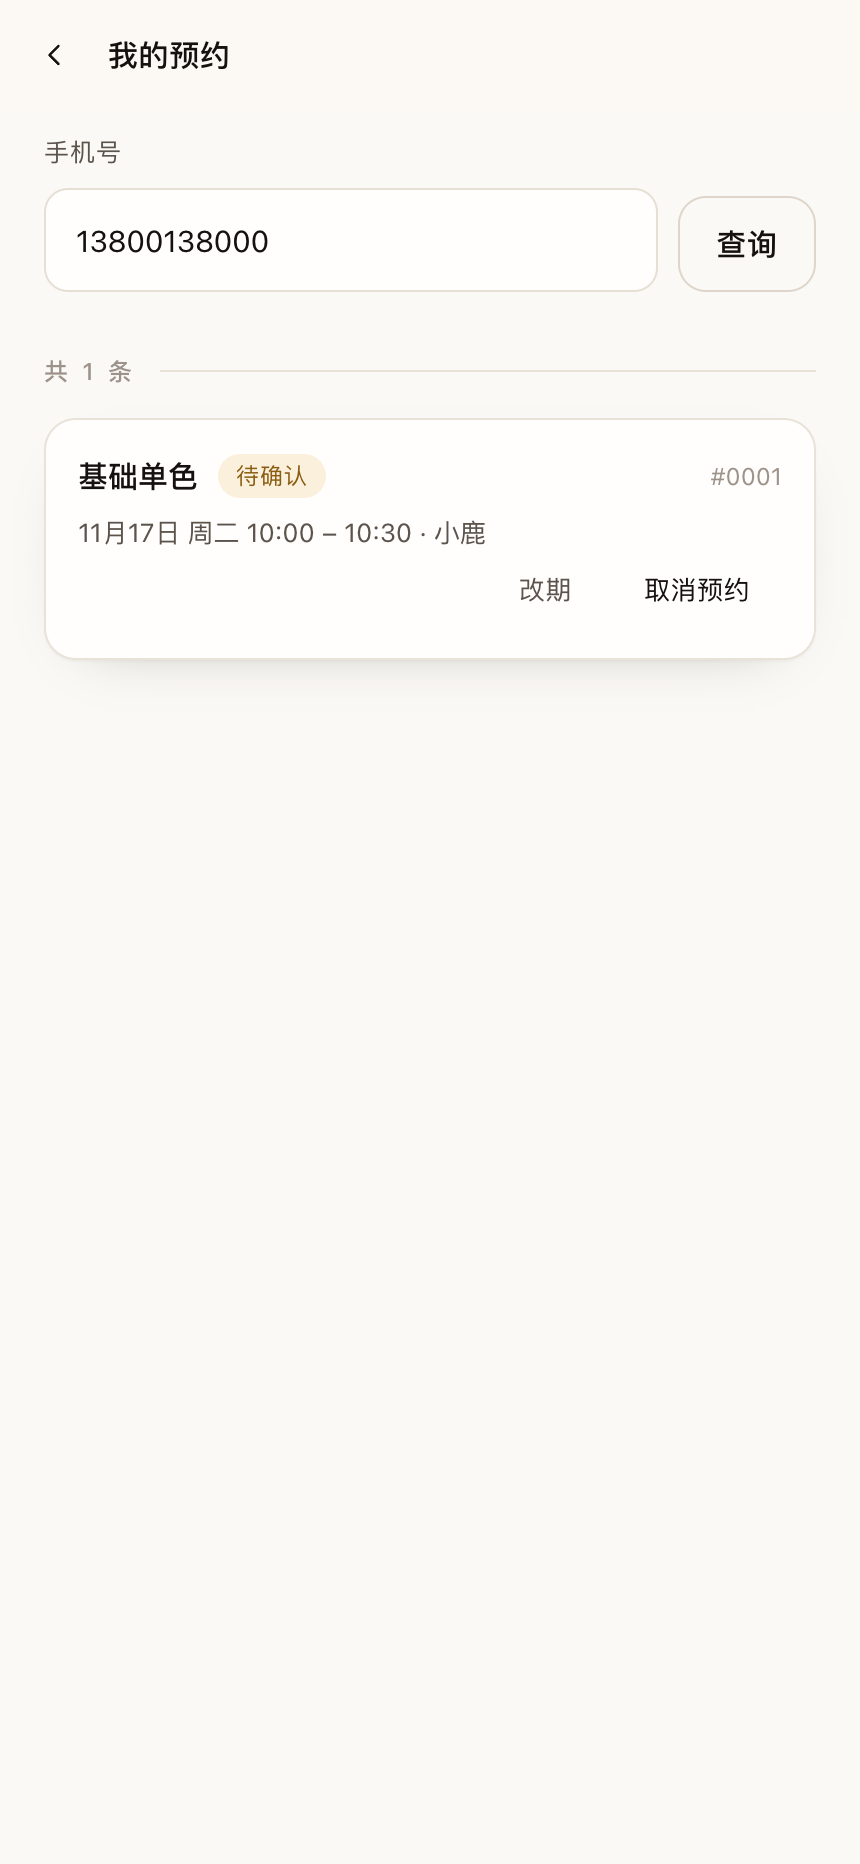 我的预约
手机号
13800138000
查询
共 1 条
基础单色 待确认 #0001
11月17日 周二 10:00 – 10:30 · 小鹿
改期 取消预约